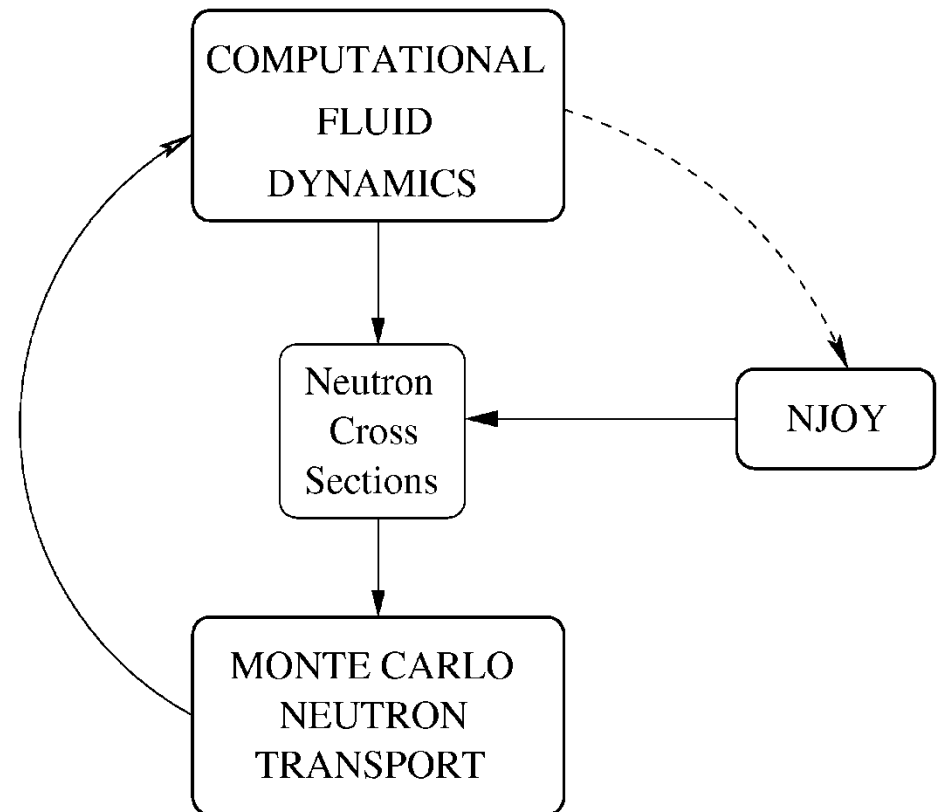 COMPUTATIONAL
FLUID
DYNAMICS
Neutron
Cross
Sections
NJOY
MONTE CARLO
NEUTRON
TRANSPORT